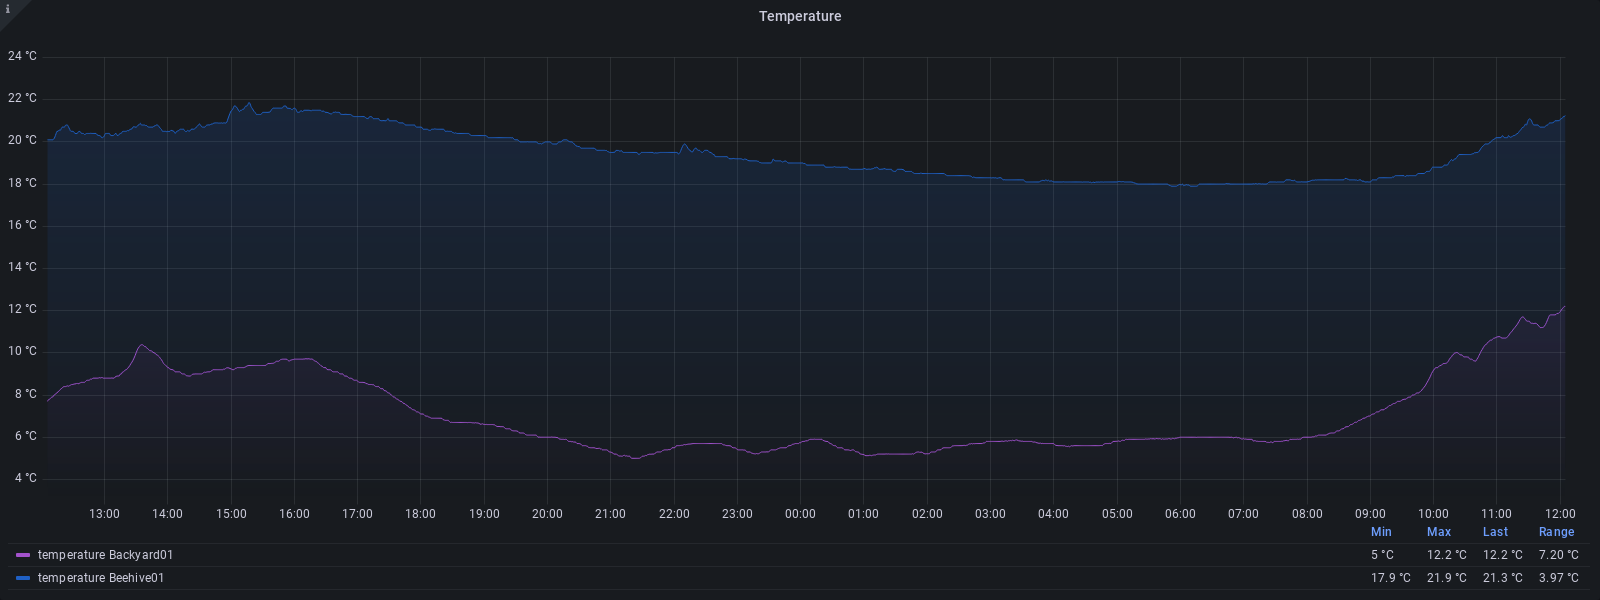 i
Temperature
24 °C
22 °C
20 °C
18 °C
16 °C
14 °C
12 °C
10 °C
8 °C
6 °C
4 °C
13:00 14:00 15:00 16:00 17:00 18:00 19:00 20:00 21:00 22:00 23:00 00:00 01:00 02:00 03:00 04:00 05:00 06:00 07:00 08:00 09:00 10:00 11:00 12:00
Min Max Last Range
temperature Backyard01 5 °C 12.2 °C 12.2 °C 7.20 °C
temperature Beehive01 17.9 °C 21.9 °C 21.3 °C 3.97 °C